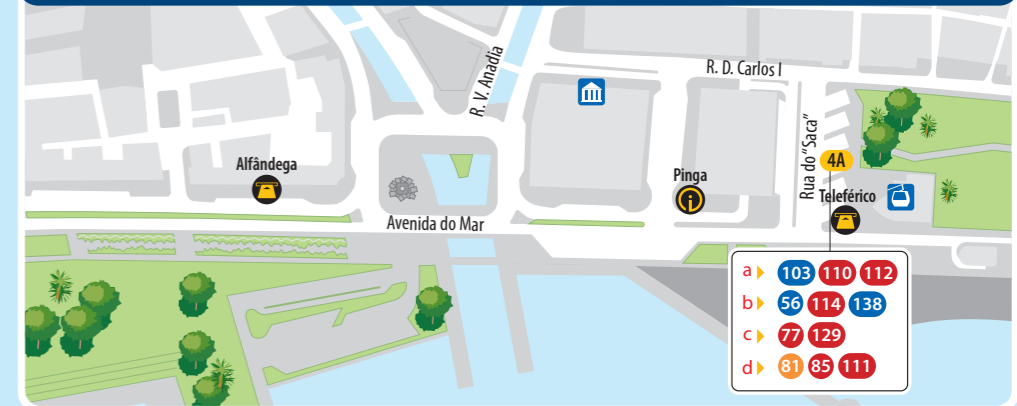 R. V. Anadia
R. D. Carlos I
Rua do "Saca"
4A
Alfândega
Pinga
i
Teleférico
Avenida do Mar
a 103 110 112
b 56 114 138
c 77 129
d 81 85 111